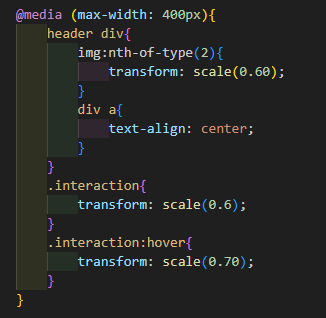 @media (max-width: 400px){
    header div{
        img:nth-of-type(2){
            transform: scale(0.60);
        }
        div a{
            text-align: center;
        }
    }
    .interaction{
        transform: scale(0.6);
    }
    .interaction:hover{
        transform: scale(0.70);
    }
}